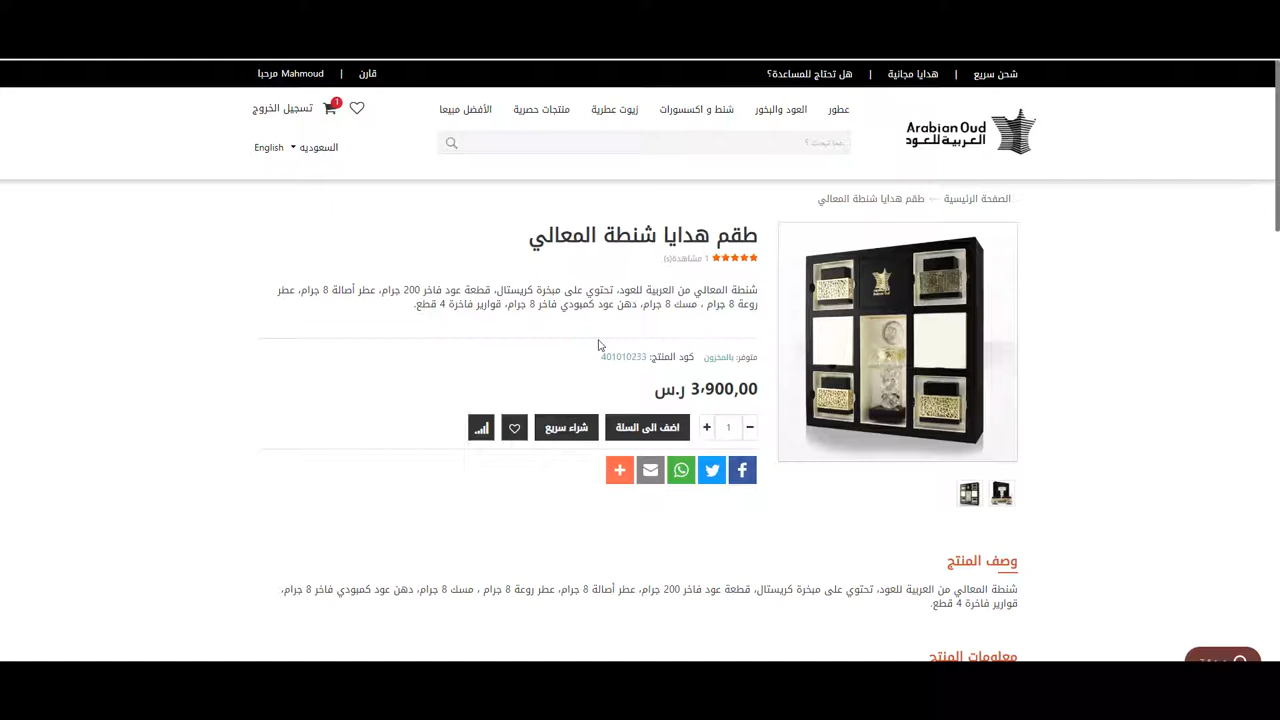 شحن سريع | هدايا مجانية | هل تحتاج للمساعدة؟
قارن | Mahmoud مرحبا
Arabian Oud
العربية للعود
عطور العود والبخور شنط و اكسسورات زيوت عطرية منتجات حصرية الأفضل مبيعا
1 تسجيل الخروج
عما تبحث ؟
السعوديه English
الصفحة الرئيسية ← طقم هدايا شنطة المعالي
طقم هدايا شنطة المعالي
1 مشاهدة(s)
شنطة المعالي من العربية للعود، تحتوي على مبخرة كريستال، قطعة عود فاخر 200 جرام، عطر أصالة 8 جرام، عطر
روعة 8 جرام ، مسك 8 جرام، دهن عود كمبودي فاخر 8 جرام، قوارير فاخرة 4 قطع.
متوفر: بالمخزون كود المنتج: 401010233
3,900,00 ر.س
- 1 + اضف الى السلة شراء سريع
وصف المنتج
شنطة المعالي من العربية للعود، تحتوي على مبخرة كريستال، قطعة عود فاخر 200 جرام، عطر أصالة 8 جرام، عطر روعة 8 جرام ، مسك 8 جرام، دهن عود كمبودي فاخر 8 جرام،
قوارير فاخرة 4 قطع.
معلومات المنتج